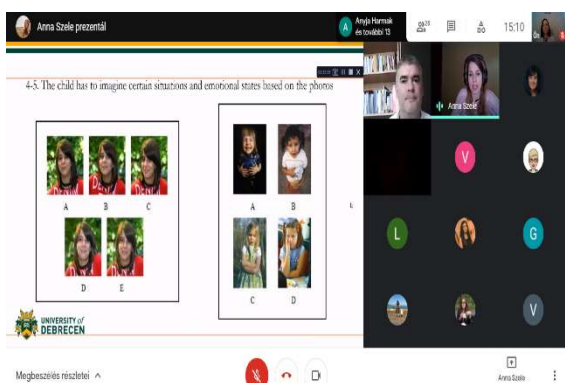 Anna Szele prezentál
A
Anyja Harmak
és további 13
28
15:10
4-5. The child has to imagine certain situations and emotional states based on the photos
Anna Szele
A B C
D E
A B
C D
V
L
G
V
UNIVERSITY of
DEBRECEN
Megbeszélés részletei
Anna Szele